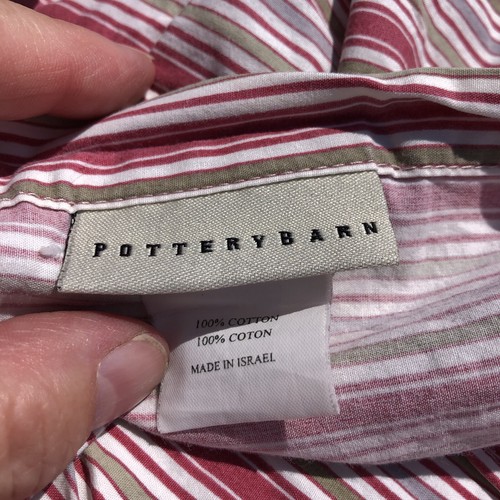 POTTERYBARN
100% COTTON
100% COTON
MADE IN ISRAEL